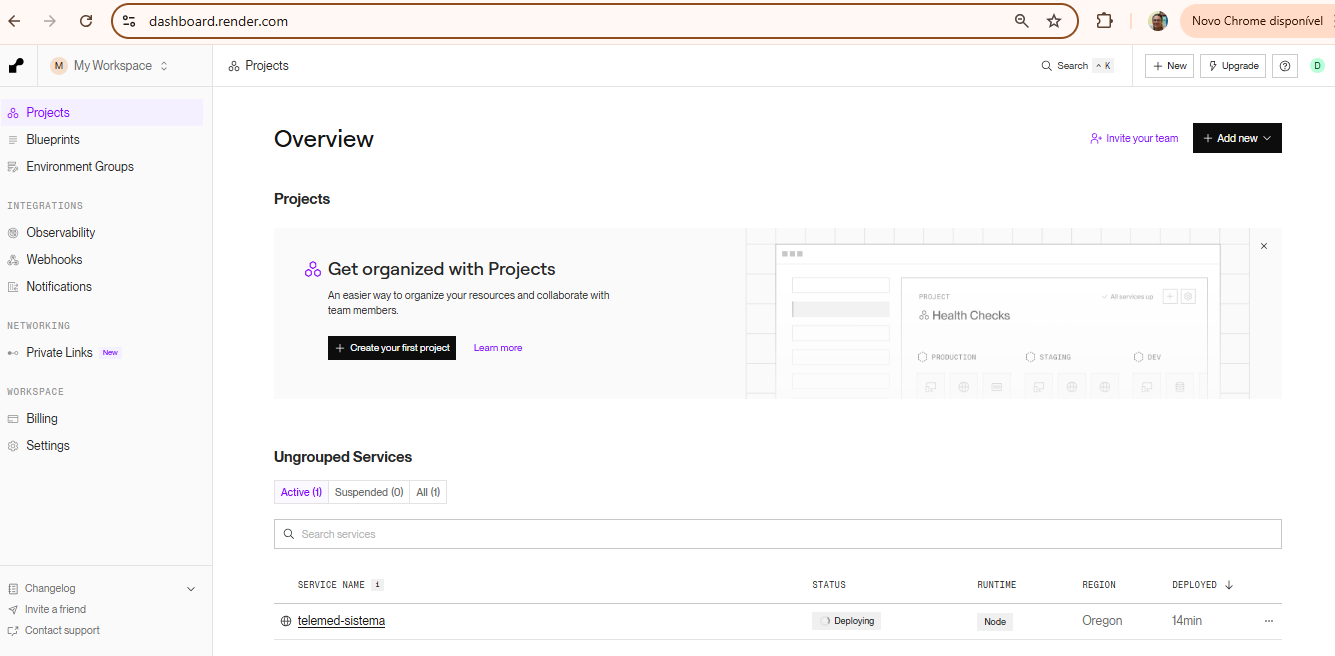 dashboard.render.com
Novo Chrome disponível
M My Workspace
Projects
Search ^ K
+ New
Upgrade
D
Projects
Blueprints
Environment Groups
INTEGRATIONS
Observability
Webhooks
Notifications
NETWORKING
Private Links New
WORKSPACE
Billing
Settings
Changelog
Invite a friend
Contact support
Overview
Invite your team
+ Add new
Projects
Get organized with Projects
An easier way to organize your resources and collaborate with
team members.
+ Create your first project
Learn more
PROJECT
All services up
Health Checks
PRODUCTION
STAGING
DEV
Ungrouped Services
Active (1)
Suspended (0)
All (1)
Search services
SERVICE NAME i
STATUS
RUNTIME
REGION
DEPLOYED ↓
telemed-sistema
Deploying
Node
Oregon
14min